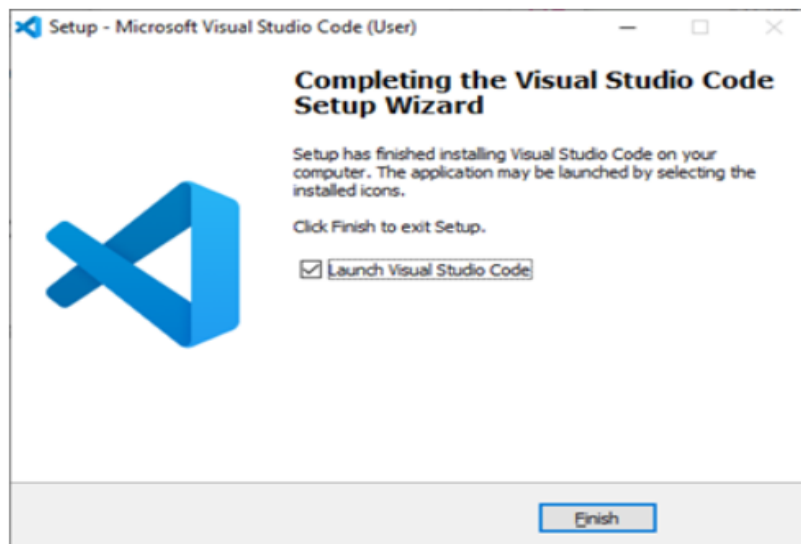 Setup - Microsoft Visual Studio Code (User)
Completing the Visual Studio Code
Setup Wizard
Setup has finished installing Visual Studio Code on your
computer. The application may be launched by selecting the
installed icons.
Click Finish to exit Setup.
Launch Visual Studio Code
Finish